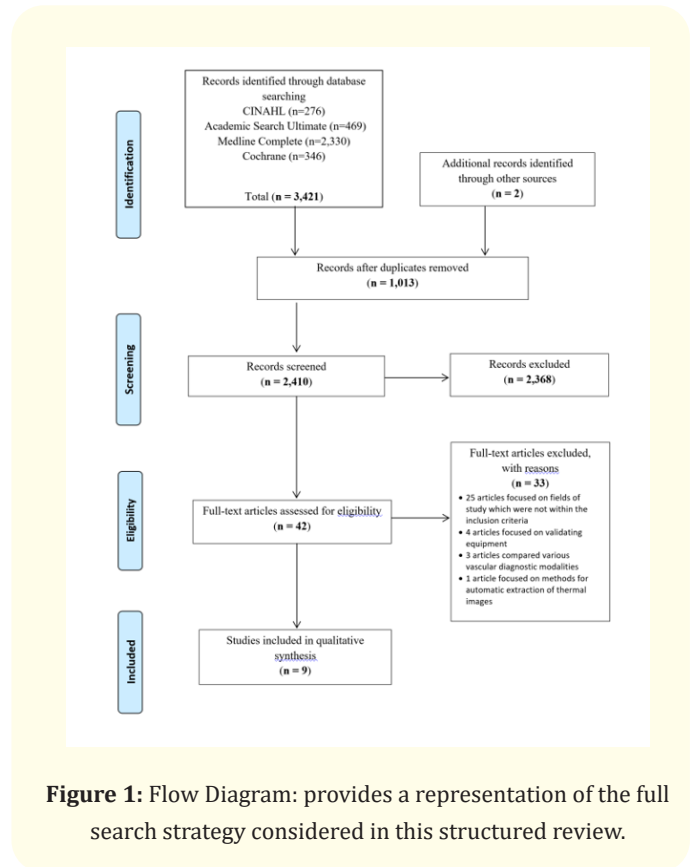 Identification
Records identified through database
searching
CINAHL (n=276)
Academic Search Ultimate (n=469)
Medline Complete (n=2,330)
Cochrane (n=346)
Total (n = 3,421)
Additional records identified
through other sources
(n = 2)
Records after duplicates removed
(n = 1,013)
Screening
Records screened
(n = 2,410)
Records excluded
(n = 2,368)
Eligibility
Full-text articles assessed for eligibility
(n = 42)
Full-text articles excluded,
with reasons
(n = 33)
• 25 articles focused on fields of
study which were not within the
inclusion criteria
• 4 articles focused on validating
equipment
• 3 articles compared various
vascular diagnostic modalities
• 1 article focused on methods for
automatic extraction of thermal
images
Included
Studies included in qualitative
synthesis
(n = 9)
Figure 1: Flow Diagram: provides a representation of the full
search strategy considered in this structured review.